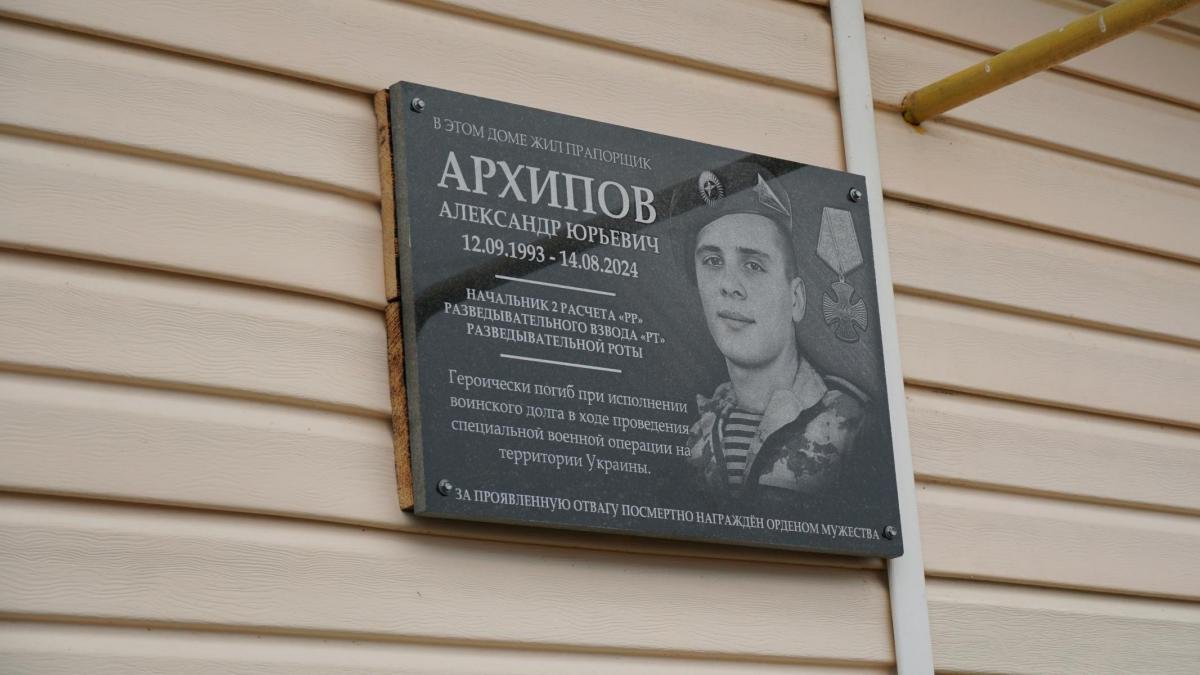 В ЭТОМ ДОМЕ ЖИЛ ПРАПОРЩИК
АРХИПОВ
АЛЕКСАНДР ЮРЬЕВИЧ
12.09.1993 - 14.08.2024
НАЧАЛЬНИК 2 РАСЧЕТА «РР»
РАЗВЕДЫВАТЕЛЬНОГО ВЗВОДА «РТ»
РАЗВЕДЫВАТЕЛЬНОЙ РОТЫ
Героически погиб при исполнении
воинского долга в ходе проведения
специальной военной операции на
территории Украины.
ЗА ПРОЯВЛЕННУЮ ОТВАГУ ПОСМЕРТНО НАГРАЖДЁН ОРДЕНОМ МУЖЕСТВА